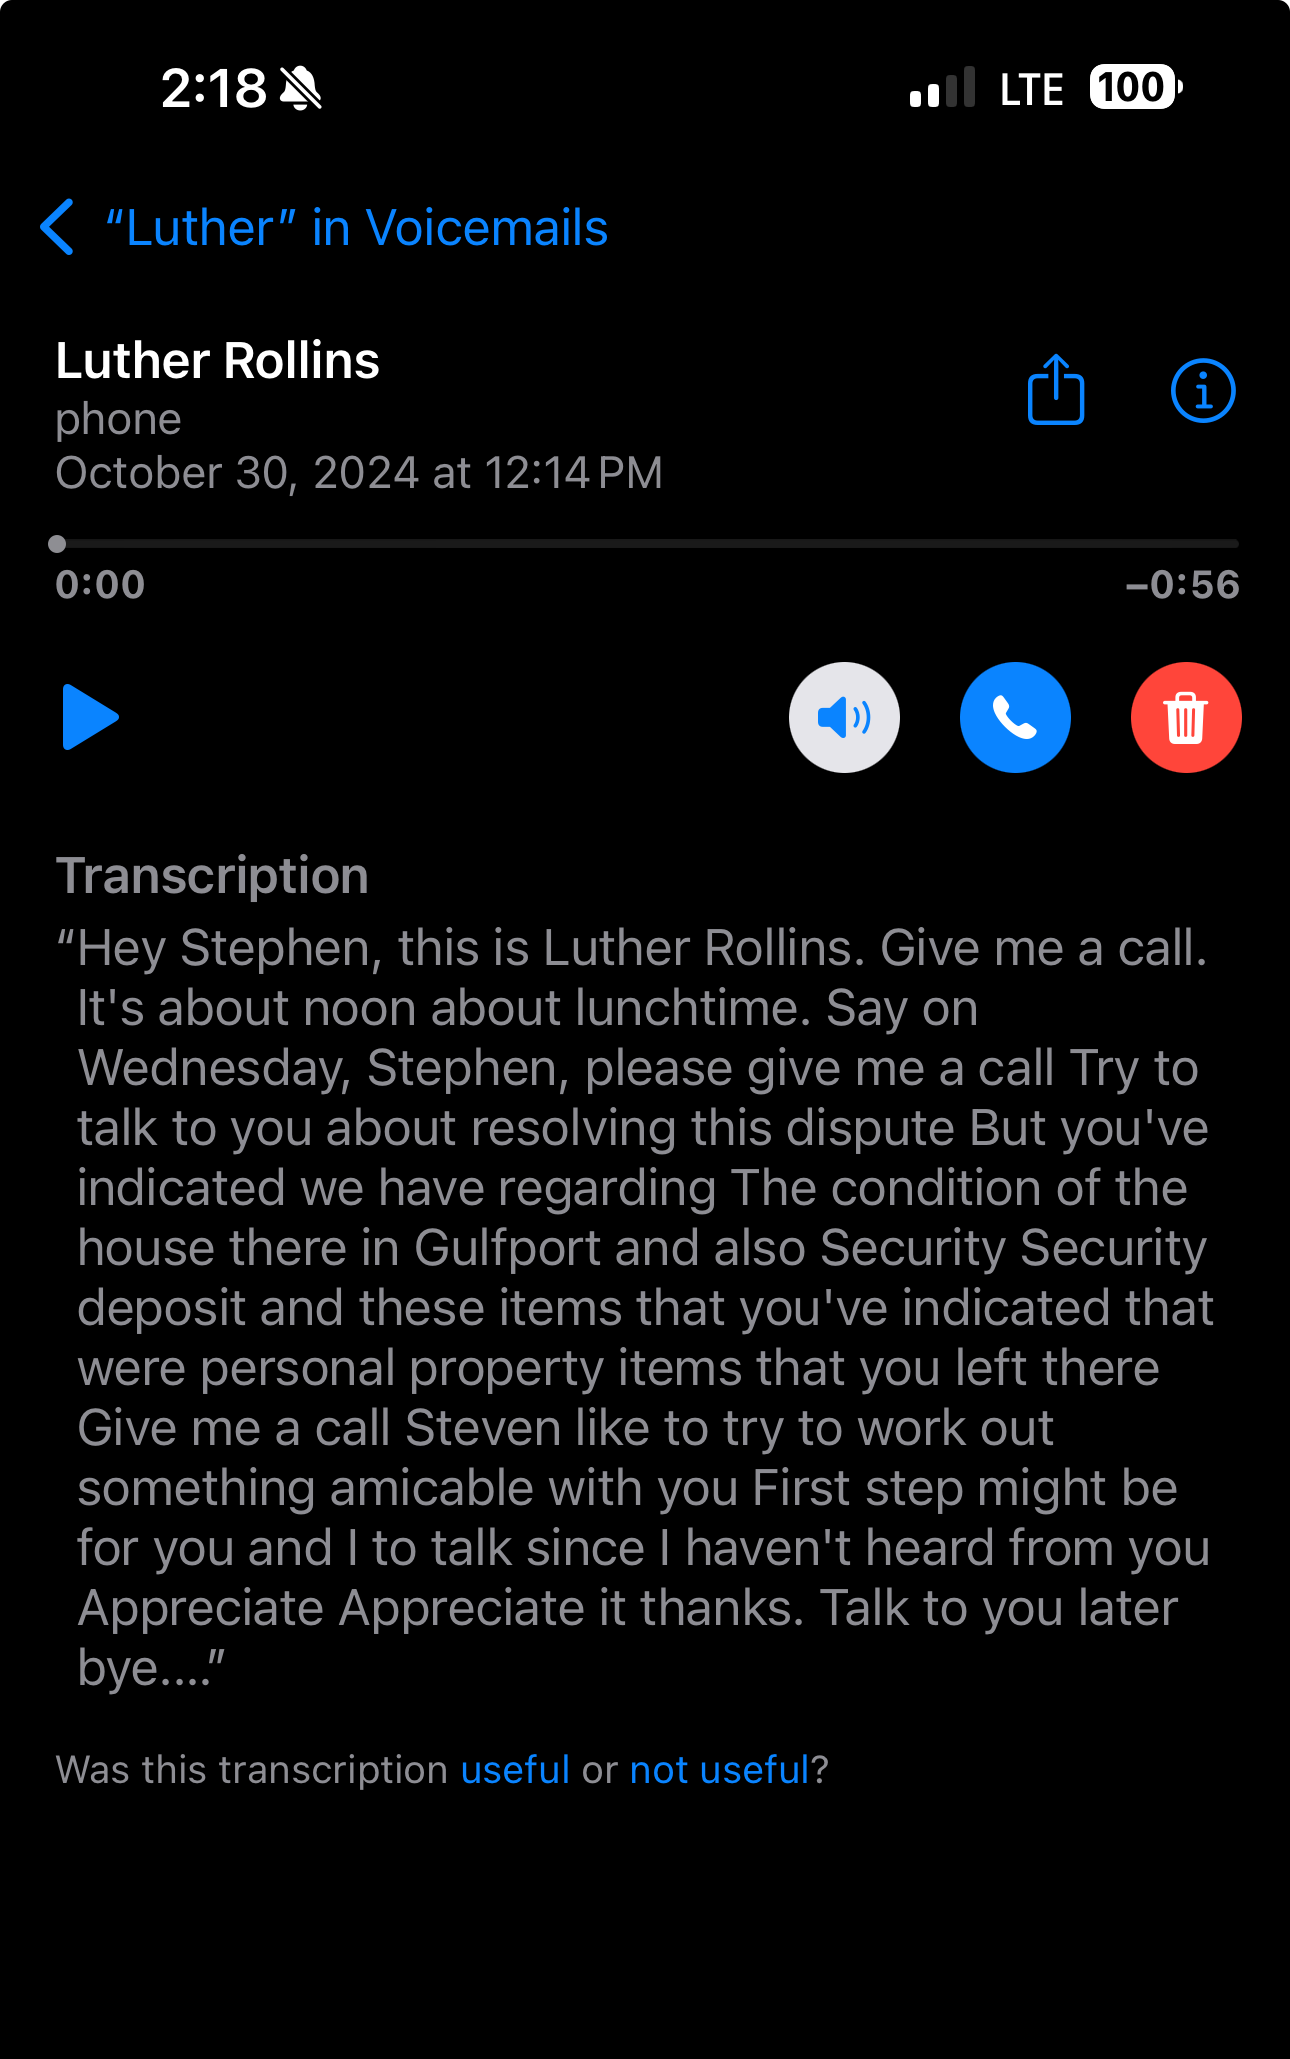 2:18
LTE
100
“Luther” in Voicemails
Luther Rollins
phone
October 30, 2024 at 12:14 PM
0:00
–0:56
Transcription
“Hey Stephen, this is Luther Rollins. Give me a call.
It's about noon about lunchtime. Say on
Wednesday, Stephen, please give me a call Try to
talk to you about resolving this dispute But you've
indicated we have regarding The condition of the
house there in Gulfport and also Security Security
deposit and these items that you've indicated that
were personal property items that you left there
Give me a call Steven like to try to work out
something amicable with you First step might be
for you and I to talk since I haven't heard from you
Appreciate Appreciate it thanks. Talk to you later
bye....”
Was this transcription useful or not useful?